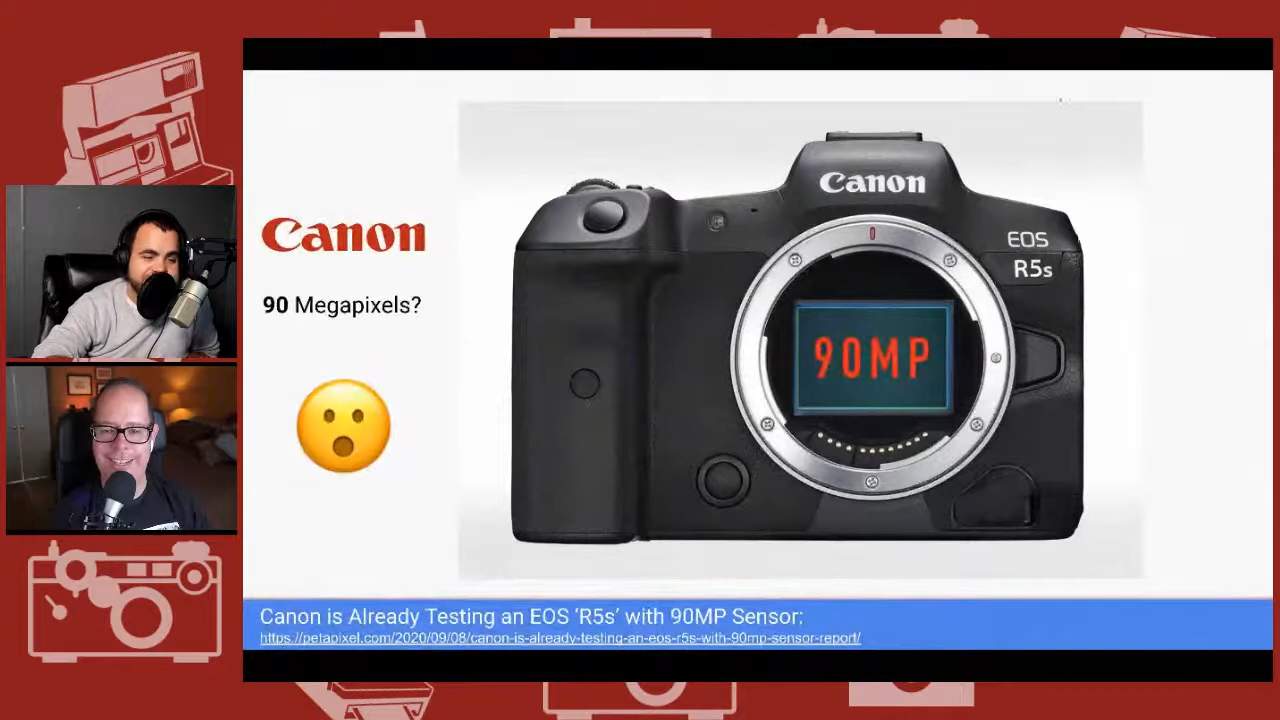 Canon
90 Megapixels?
Canon
EOS
R5s
90MP
Canon is Already Testing an EOS ‘R5s’ with 90MP Sensor:
https://petapixel.com/2020/09/08/canon-is-already-testing-an-eos-r5s-with-90mp-sensor-report/